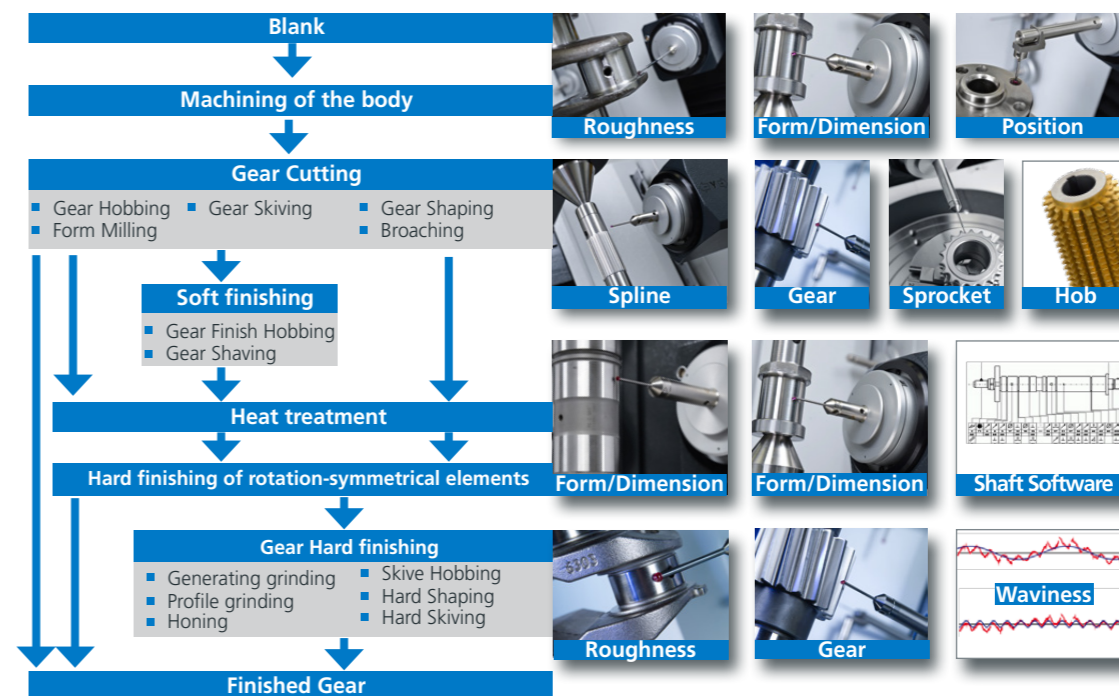 Blank
Machining of the body
Gear Cutting
Gear Hobbing
Gear Skiving
Gear Shaping
Form Milling
Broaching
Soft finishing
Gear Finish Hobbing
Gear Shaving
Heat treatment
Hard finishing of rotation-symmetrical elements
Gear Hard finishing
Generating grinding
Skive Hobbing
Profile grinding
Hard Shaping
Honing
Hard Skiving
Finished Gear
Roughness
Form/Dimension
Position
Spline
Gear
Sprocket
Hob
Form/Dimension
Form/Dimension
Shaft Software
Roughness
Gear
Waviness